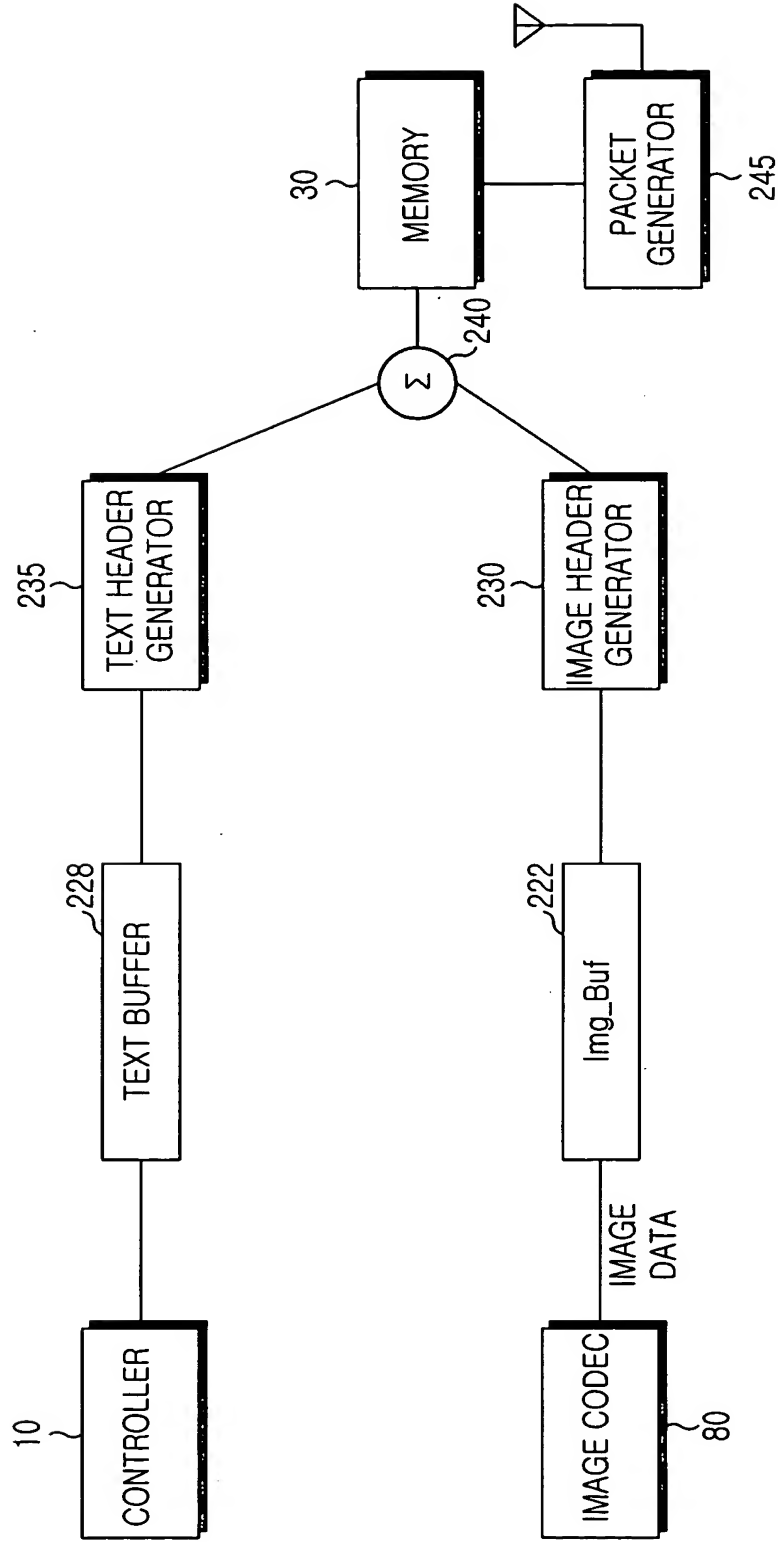 10
CONTROLLER
228
TEXT BUFFER
235
TEXT HEADER
GENERATOR
240
Σ
30
MEMORY
PACKET
GENERATOR
245
IMAGE CODEC
80
IMAGE
DATA
222
Img_Buf
230
IMAGE HEADER
GENERATOR